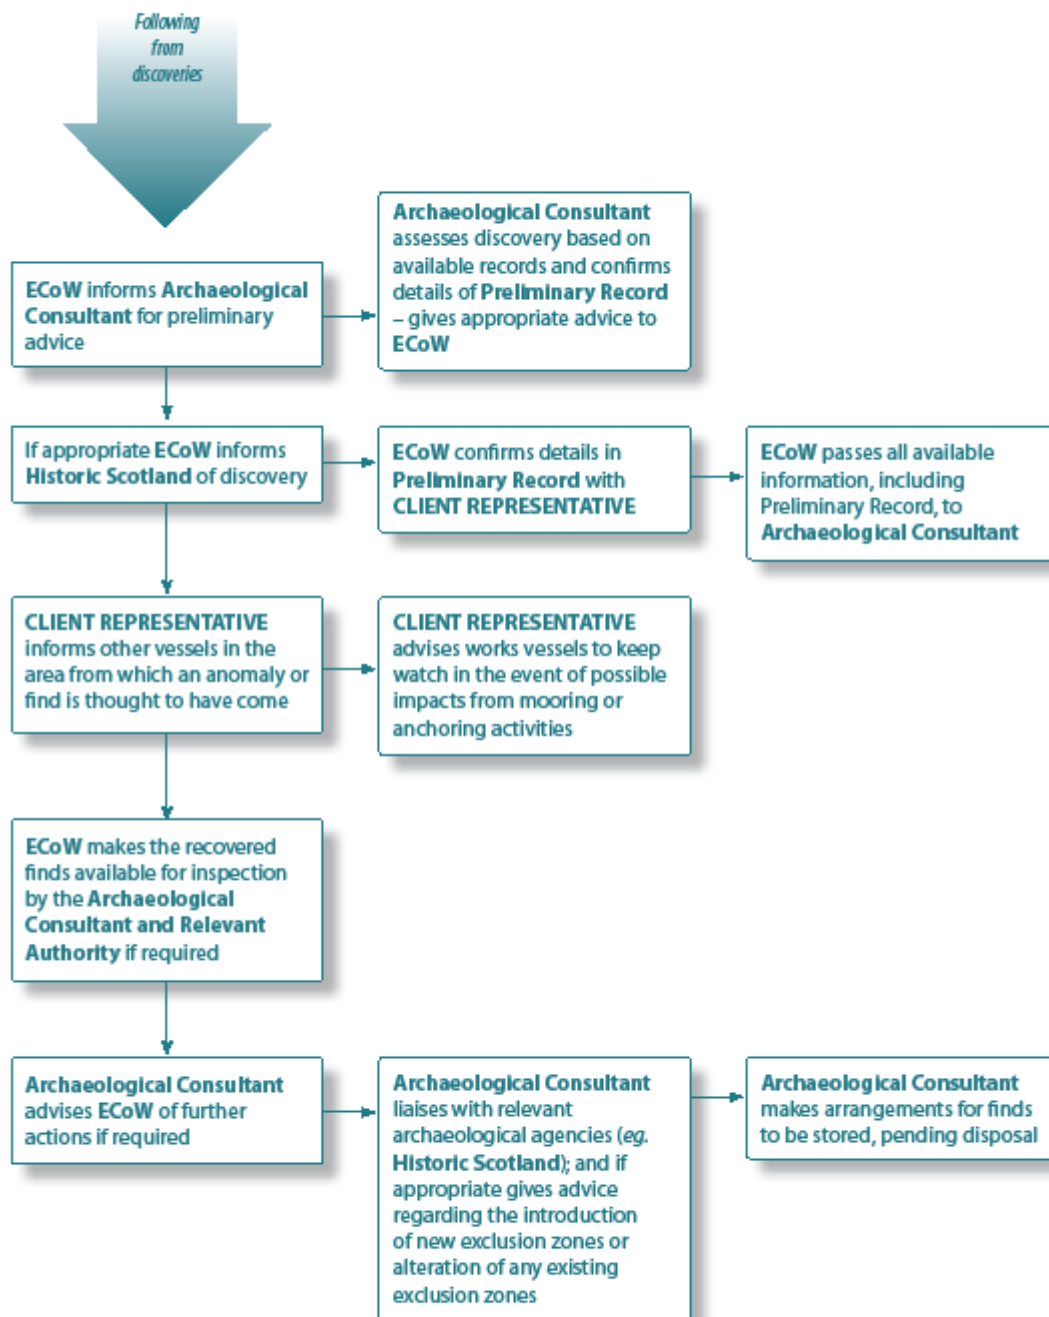 Following
from
discoveries
ECoW informs Archaeological
Consultant for preliminary
advice
Archaeological Consultant
assesses discovery based on
available records and confirms
details of Preliminary Record
– gives appropriate advice to
ECoW
If appropriate ECoW informs
Historic Scotland of discovery
ECoW confirms details in
Preliminary Record with
CLIENT REPRESENTATIVE
ECoW passes all available
information, including
Preliminary Record, to
Archaeological Consultant
CLIENT REPRESENTATIVE
informs other vessels in the
area from which an anomaly or
find is thought to have come
CLIENT REPRESENTATIVE
advises works vessels to keep
watch in the event of possible
impacts from mooring or
anchoring activities
ECoW makes the recovered
finds available for inspection
by the Archaeological
Consultant and Relevant
Authority if required
Archaeological Consultant
advises ECoW of further
actions if required
Archaeological Consultant
liaises with relevant
archaeological agencies (eg.
Historic Scotland); and if
appropriate gives advice
regarding the introduction
of new exclusion zones or
alteration of any existing
exclusion zones
Archaeological Consultant
makes arrangements for finds
to be stored, pending disposal